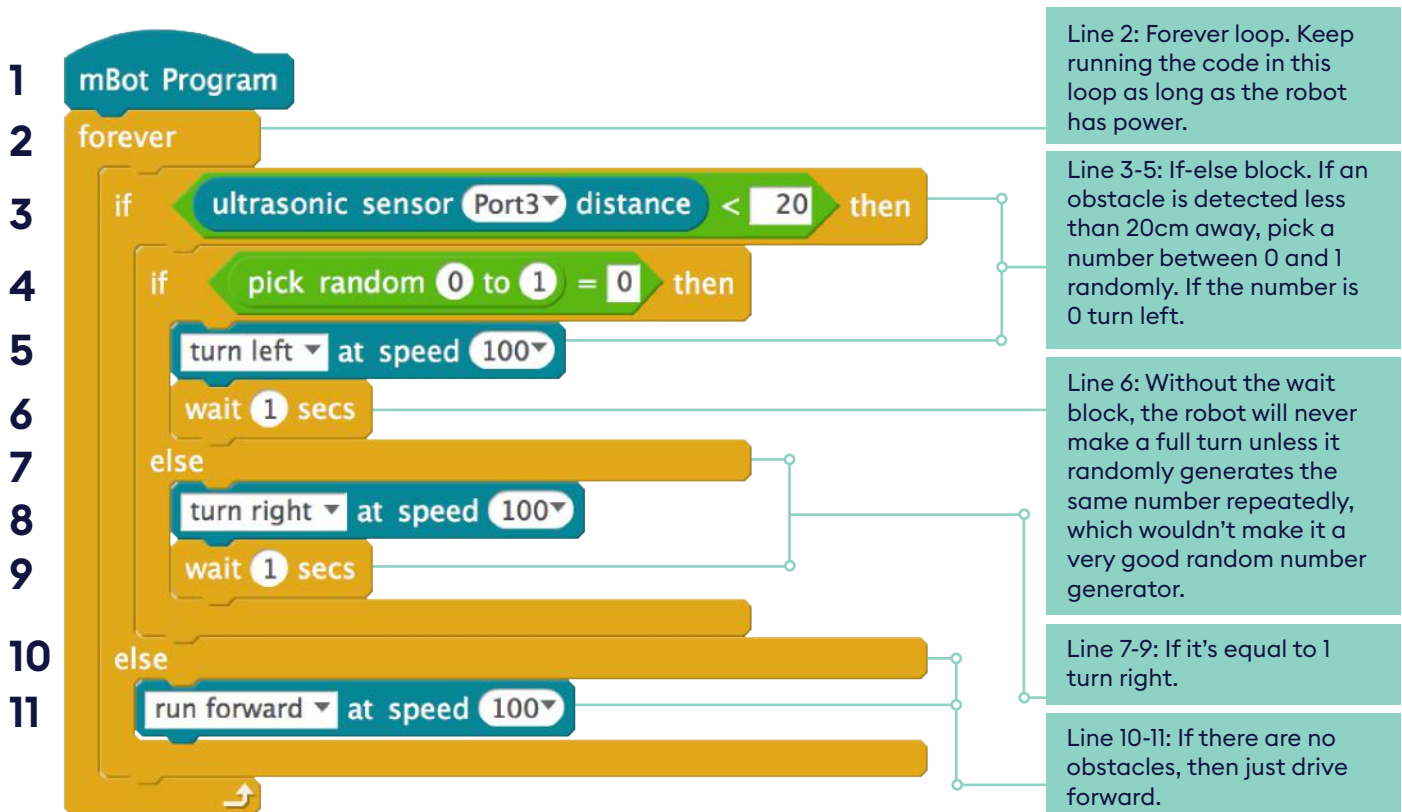 1 mBot Program
2 forever
3 if ultrasonic sensor Port3 distance < 20 then
4 if pick random 0 to 1 = 0 then
5 turn left at speed 100
6 wait 1 secs
7 else
8 turn right at speed 100
9 wait 1 secs
10 else
11 run forward at speed 100
Line 2: Forever loop. Keep
running the code in this
loop as long as the robot
has power.
Line 3-5: If-else block. If an
obstacle is detected less
than 20cm away, pick a
number between 0 and 1
randomly. If the number is
0 turn left.
Line 6: Without the wait
block, the robot will never
make a full turn unless it
randomly generates the
same number repeatedly,
which wouldn’t make it a
very good random number
generator.
Line 7-9: If it’s equal to 1
turn right.
Line 10-11: If there are no
obstacles, then just drive
forward.